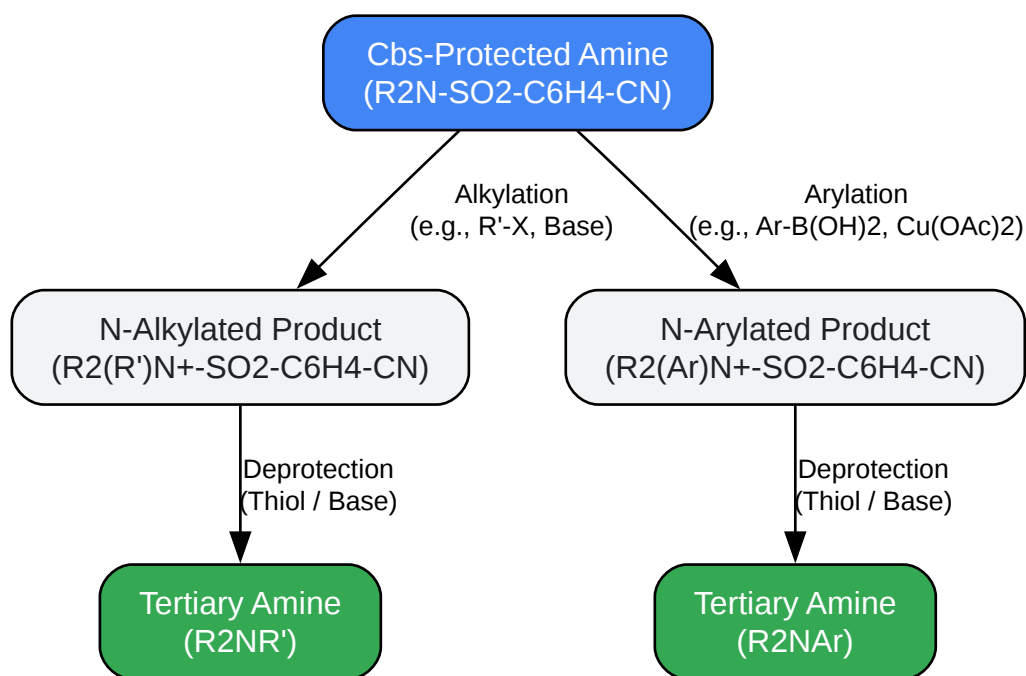 Cbs-Protected Amine
(R2N-SO2-C6H4-CN)
Alkylation
(e.g., R'-X, Base)
Arylation
(e.g., Ar-B(OH)2, Cu(OAc)2)
N-Alkylated Product
(R2(R')N+-SO2-C6H4-CN)
N-Arylated Product
(R2(Ar)N+-SO2-C6H4-CN)
Deprotection
(Thiol / Base)
Deprotection
(Thiol / Base)
Tertiary Amine
(R2NR')
Tertiary Amine
(R2NAr)